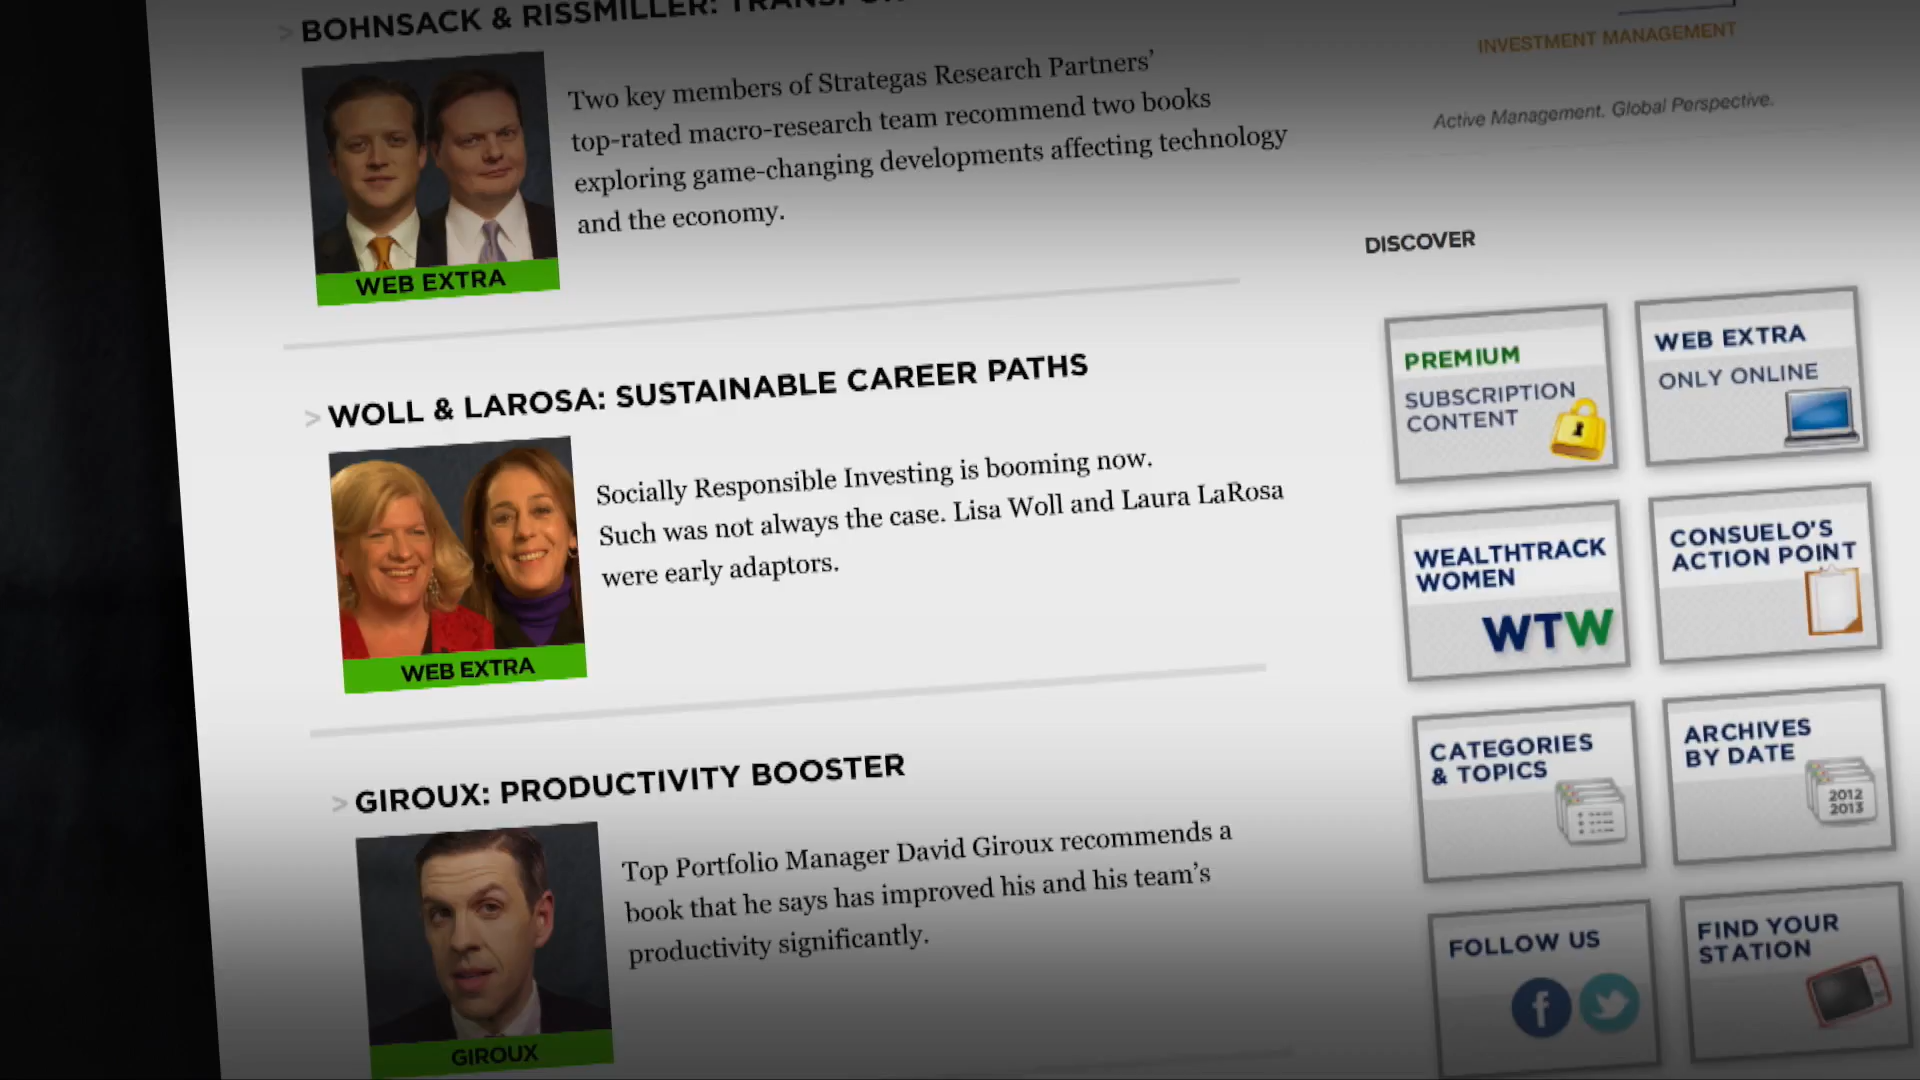 > BOHNSACK & RISSMILLER:
Two key members of Strategas Research Partners'
top-rated macro-research team recommend two books
exploring game-changing developments affecting technology
and the economy.
WEB EXTRA
> WOLL & LAROSA: SUSTAINABLE CAREER PATHS
Socially Responsible Investing is booming now.
Such was not always the case. Lisa Woll and Laura LaRosa
were early adaptors.
WEB EXTRA
> GIROUX: PRODUCTIVITY BOOSTER
Top Portfolio Manager David Giroux recommends a
book that he says has improved his and his team's
productivity significantly.
GIROUX
INVESTMENT MANAGEMENT
Active Management. Global Perspective.
DISCOVER
PREMIUM
SUBSCRIPTION
CONTENT
WEB EXTRA
ONLY ONLINE
WEALTHTRACK
WOMEN
WTW
CONSUELO'S
ACTION POINT
CATEGORIES
& TOPICS
ARCHIVES
BY DATE
2012
2013
FOLLOW US
f
FIND YOUR
STATION